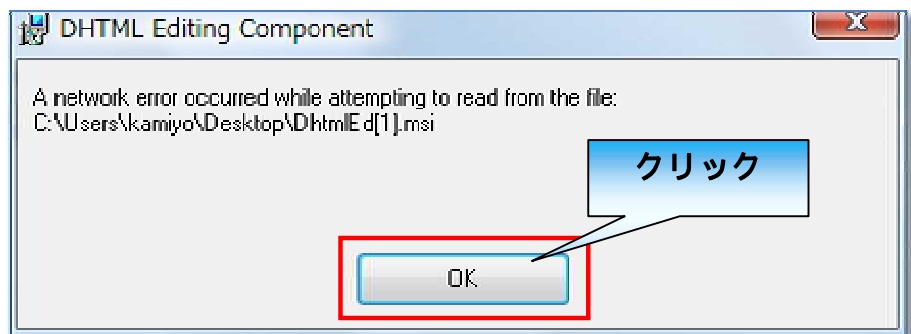 DHTML Editing Component
A network error occurred while attempting to read from the file:
C:\Users\kamiyo\Desktop\DhtmlEd[1].msi
クリック
OK